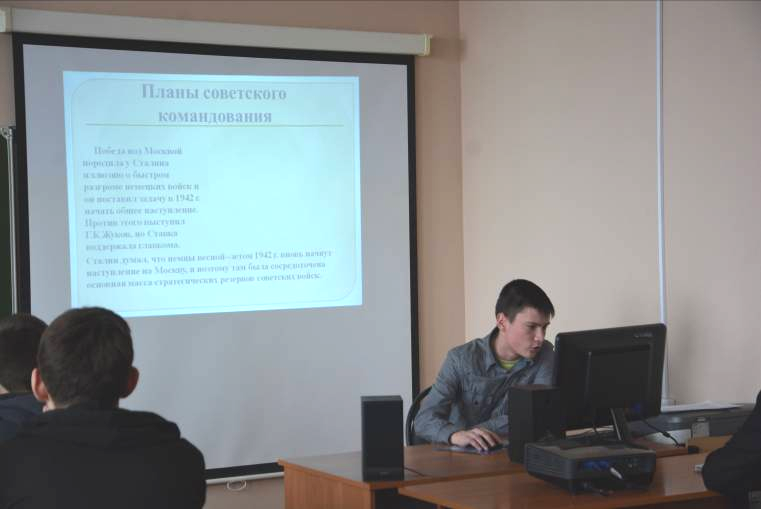 Планы советского
командования
Победа под Москвой
породила у Сталина
иллюзию о быстром
разгроме немецких войск и
он поставил задачу в 1942 г.
начать общее наступление.
Против этого выступил
Г.К.Жуков, но Ставка
поддержала главкома.
Сталин думал, что немцы весной–летом 1942 г. вновь начнут
наступление на Москву, и поэтому там была сосредоточена
основная масса стратегических резервов советских войск.